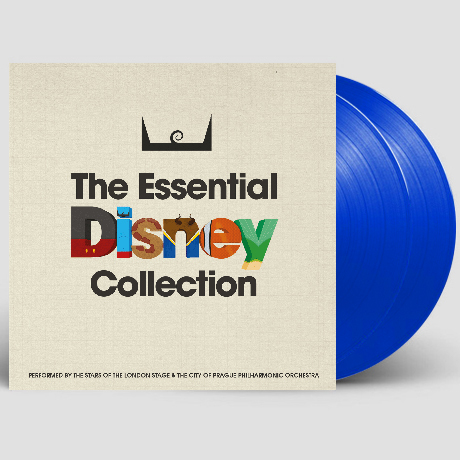 The Essential
Disney
Collection
PERFORMED BY THE STARS OF THE LONDON STAGE & THE CITY OF PRAGUE PHILHARMONIC ORCHESTRA